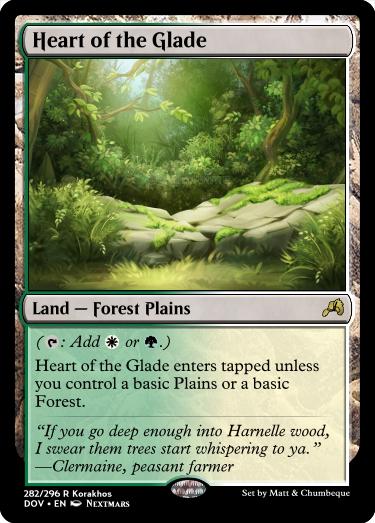 Heart of the Glade
Land — Forest Plains
( : Add or .)
Heart of the Glade enters tapped unless
you control a basic Plains or a basic
Forest.
“If you go deep enough into Harnelle wood,
I swear them trees start whispering to ya.”
—Clermaine, peasant farmer
282/296 R Korakhos
Set by Matt & Chumbeque
DOV • EN Nextmars